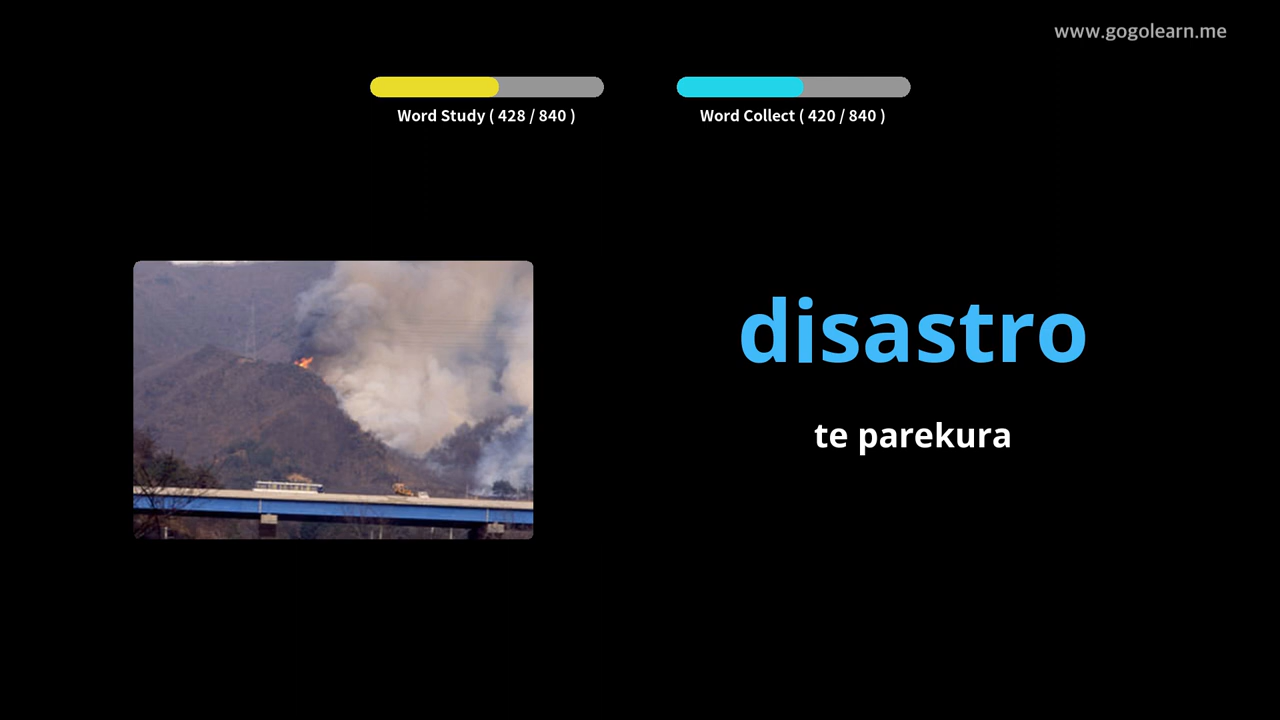 www.gogolearn.me
Word Study ( 428 / 840 )
Word Collect ( 420 / 840 )
disastro
te parekura